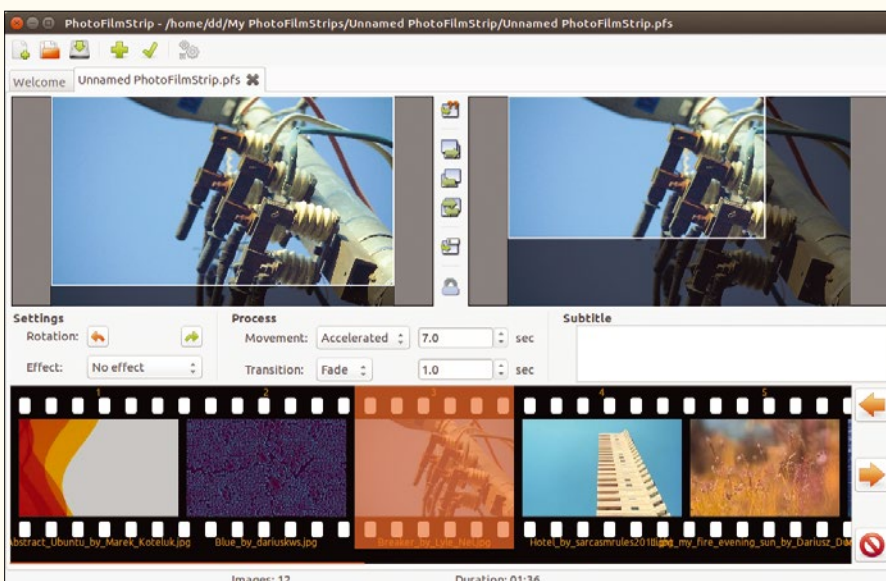 PhotoFilmStrip - /home/dd/My PhotoFilmStrips/Unnamed PhotoFilmStrip/Unnamed PhotoFilmStrip.pfs
Welcome
Unnamed PhotoFilmStrip.pfs
Settings
Rotation:
Effect: No effect
Process
Movement: Accelerated 7.0 sec
Transition: Fade 1.0 sec
Subtitle
1 2 3 4 5
Abstract_Ubuntu_by_Marek_Koteluk.jpg
Blue_by_dariuskws.jpg
Breaker_by_Lyle_Nel.jpg
Images: 12
Duration: 01:36